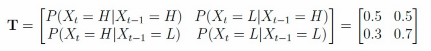 T = [P(X_t = H|X_{t−1} = H) P(X_t = L|X_{t−1} = H)] = [0.5 0.5]
[P(X_t = H|X_{t−1} = L) P(X_t = L|X_{t−1} = L)] [0.3 0.7]